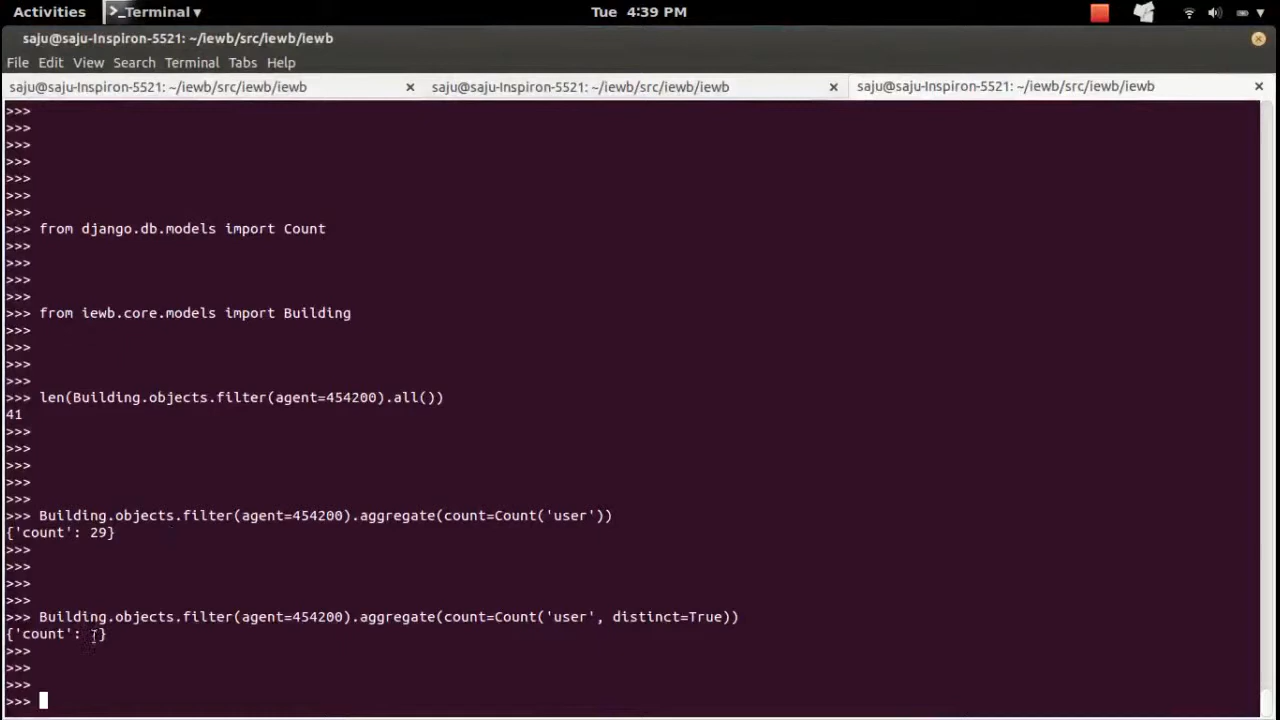 Activities
>_Terminal ▾
Tue 4:39 PM
saju@saju-Inspiron-5521: ~/iewb/src/iewb/iewb
File Edit View Search Terminal Tabs Help
saju@saju-Inspiron-5521: ~/iewb/src/iewb/iewb
saju@saju-Inspiron-5521: ~/iewb/src/iewb/iewb
saju@saju-Inspiron-5521: ~/iewb/src/iewb/iewb
>>>
>>>
>>>
>>>
>>>
>>>
>>>
>>> from django.db.models import Count
>>>
>>>
>>>
>>>
>>> from iewb.core.models import Building
>>>
>>>
>>>
>>>
>>> len(Building.objects.filter(agent=454200).all())
41
>>>
>>>
>>>
>>>
>>>
>>> Building.objects.filter(agent=454200).aggregate(count=Count('user'))
{'count': 29}
>>>
>>>
>>>
>>>
>>> Building.objects.filter(agent=454200).aggregate(count=Count('user', distinct=True))
{'count': }
>>>
>>>
>>>
>>>